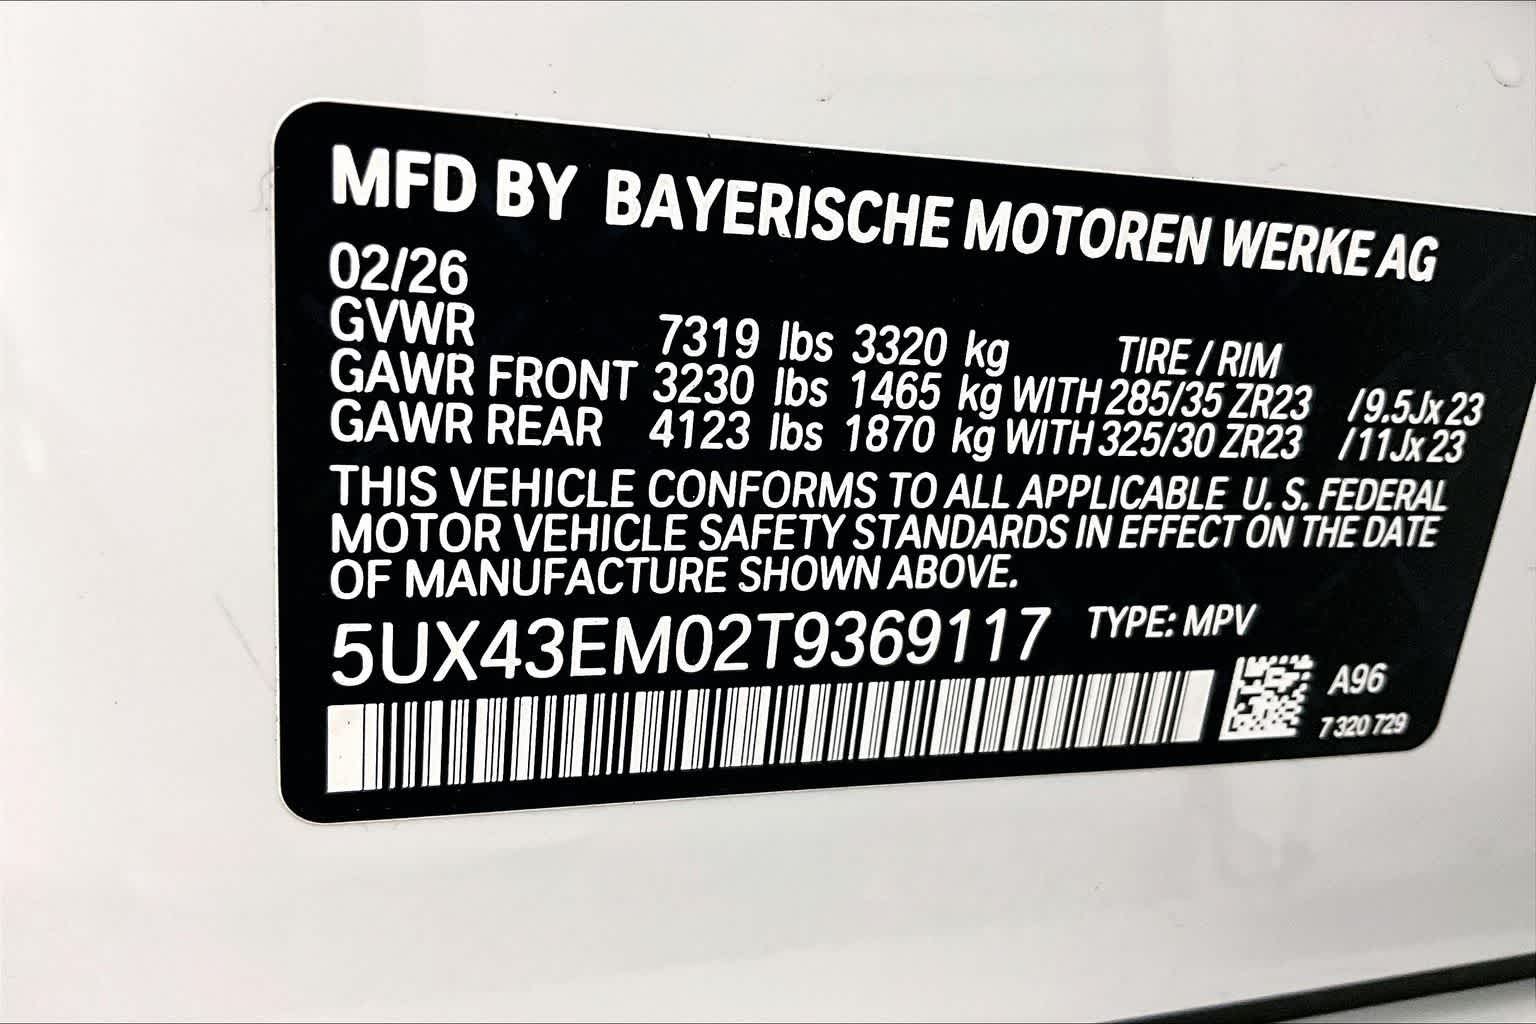 MFD BY BAYERISCHE MOTOREN WERKE AG
02/26
GVWR 7319 lbs 3320 kg TIRE / RIM
GAWR FRONT 3230 lbs 1465 kg WITH 285/35 ZR23 /9.5Jx23
GAWR REAR 4123 lbs 1870 kg WITH 325/30 ZR23 /11Jx23
THIS VEHICLE CONFORMS TO ALL APPLICABLE U. S. FEDERAL
MOTOR VEHICLE SAFETY STANDARDS IN EFFECT ON THE DATE
OF MANUFACTURE SHOWN ABOVE.
5UX43EM02T9369117 TYPE: MPV
A96
7 320 729